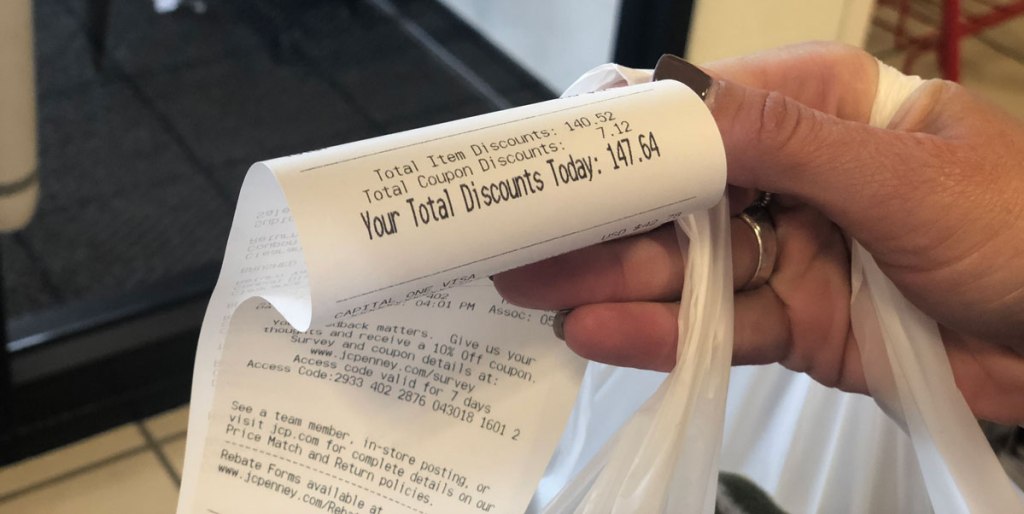 Total Item Discounts: 140.52
Total Coupon Discounts: 7.12
Your Total Discounts Today: 147.64
USD
CAPITAL ONE VISA
402
04:01 PM Assoc:
matters. Give us your
thoughts and receive a 10% Off coupon.
Survey and coupon details at:
www.jcpenney.com/survey
Access code valid for 7 days
Access Code:2933 402 2876 043018 1601 2
See a team member, in-store posting, or
visit jcp.com for complete details on our
Price Match and Return policies.
Rebate Forms available at